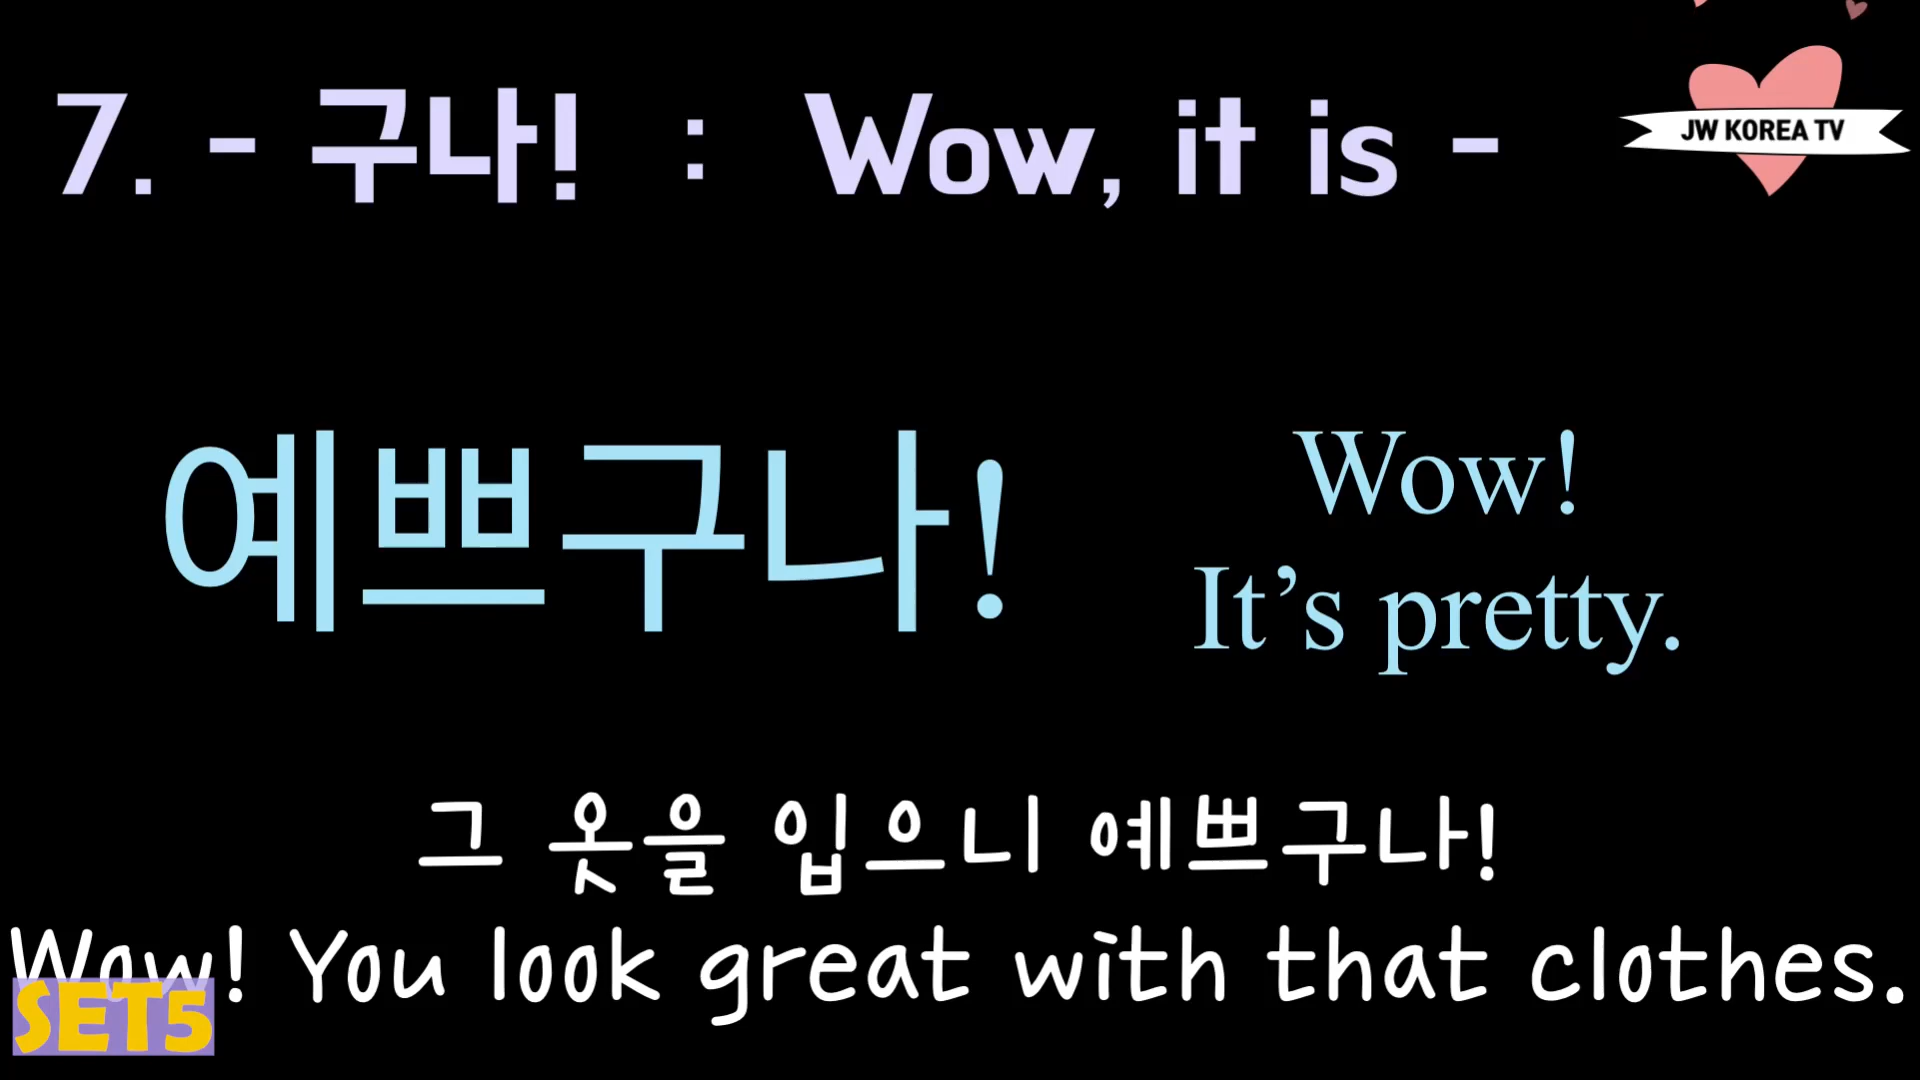 7. - 구나! : Wow, it is -
JW KOREA TV
예쁘구나!
Wow!
It's pretty.
그 옷을 입으니 예쁘구나!
Wow! You look great with that clothes.
SET5